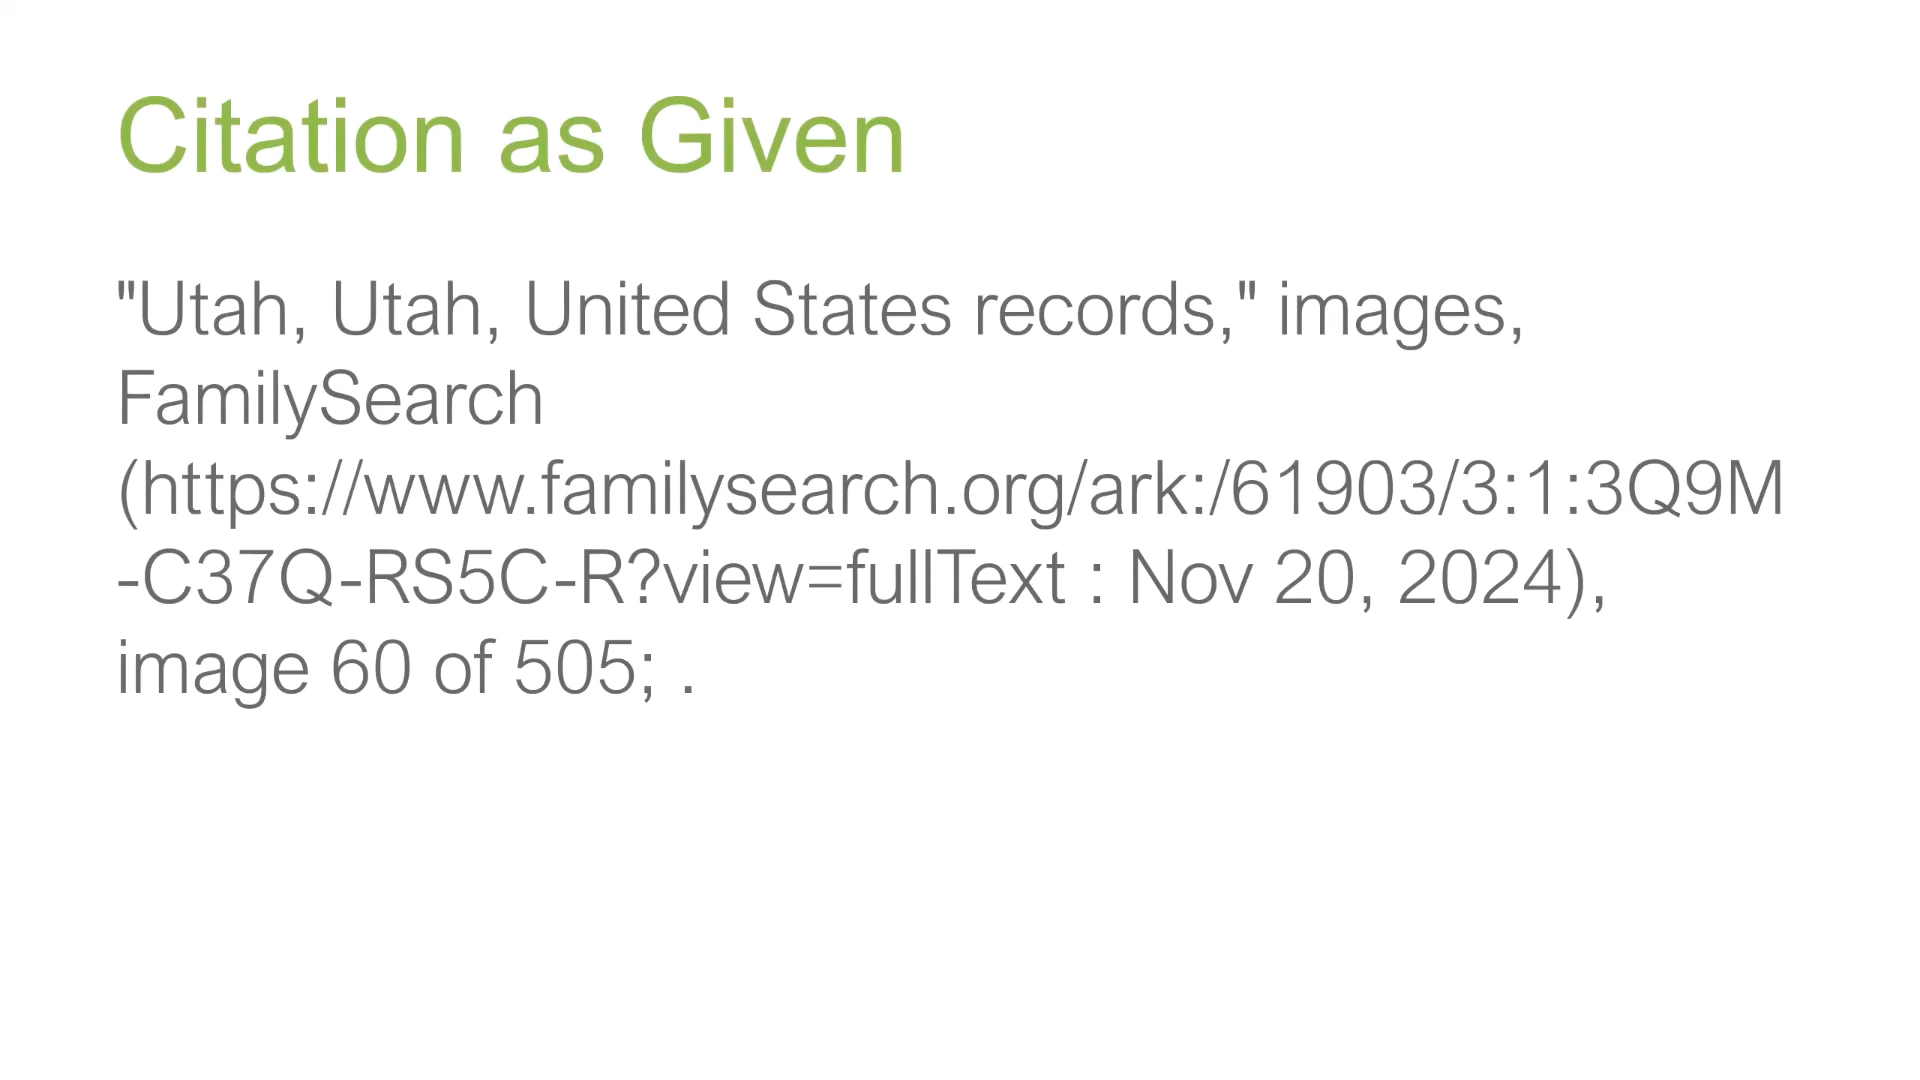 Citation as Given
"Utah, Utah, United States records," images,
FamilySearch
(https://www.familysearch.org/ark:/61903/3:1:3Q9M
-C37Q-RS5C-R?view=fullText : Nov 20, 2024),
image 60 of 505; .